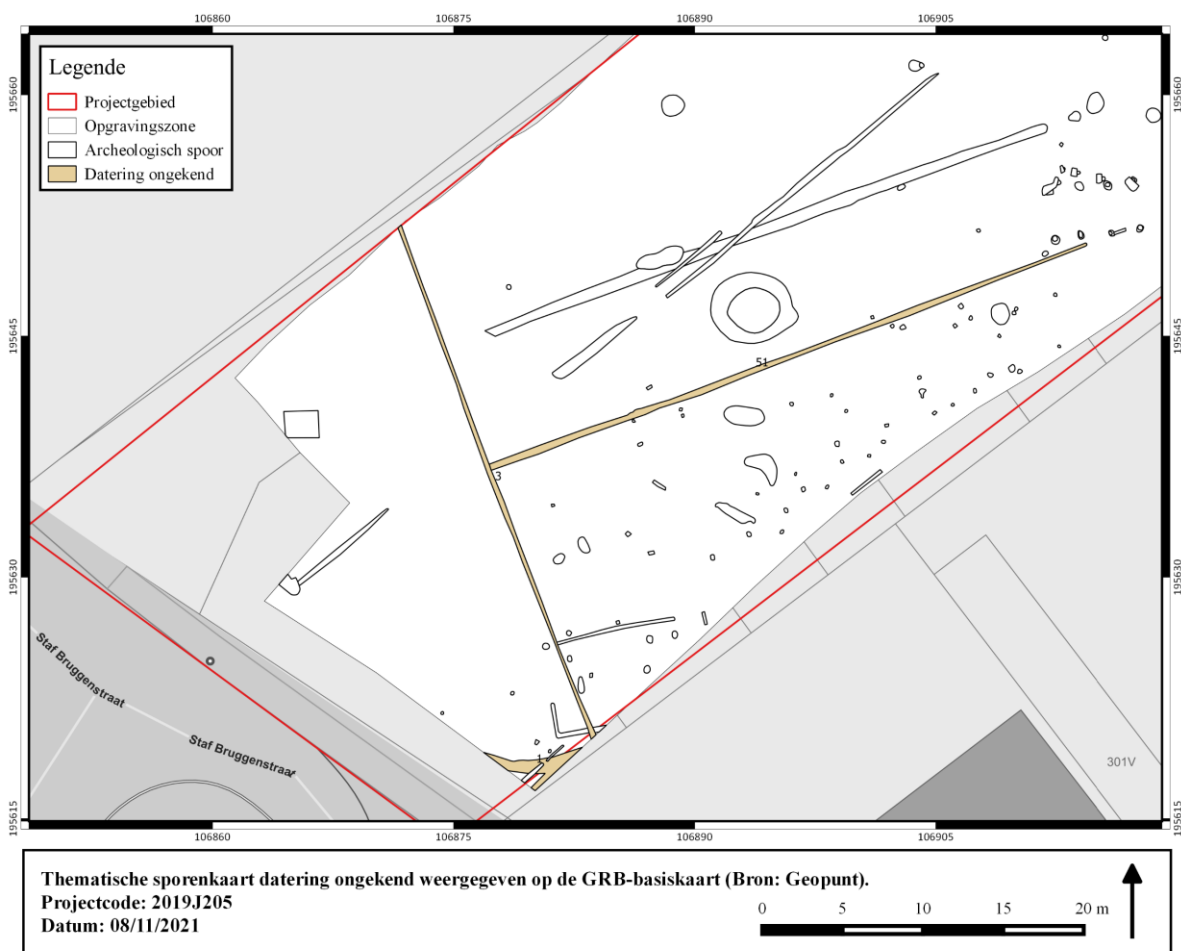 106860 106875 106890 106905
Legende
Projectgebied
Opgravingszone
Archeologisch spoor
Datering ongekend
195660 195660
195645 195645
51
3
195630 195630
Staf Bruggenstraat
Staf Bruggenstraat
1
301V
195615 195615
106860 106875 106890 106905
Thematische sporenkaart datering ongekend weergegeven op de GRB-basiskaart (Bron: Geopunt).
Projectcode: 2019J205
Datum: 08/11/2021
0 5 10 15 20 m